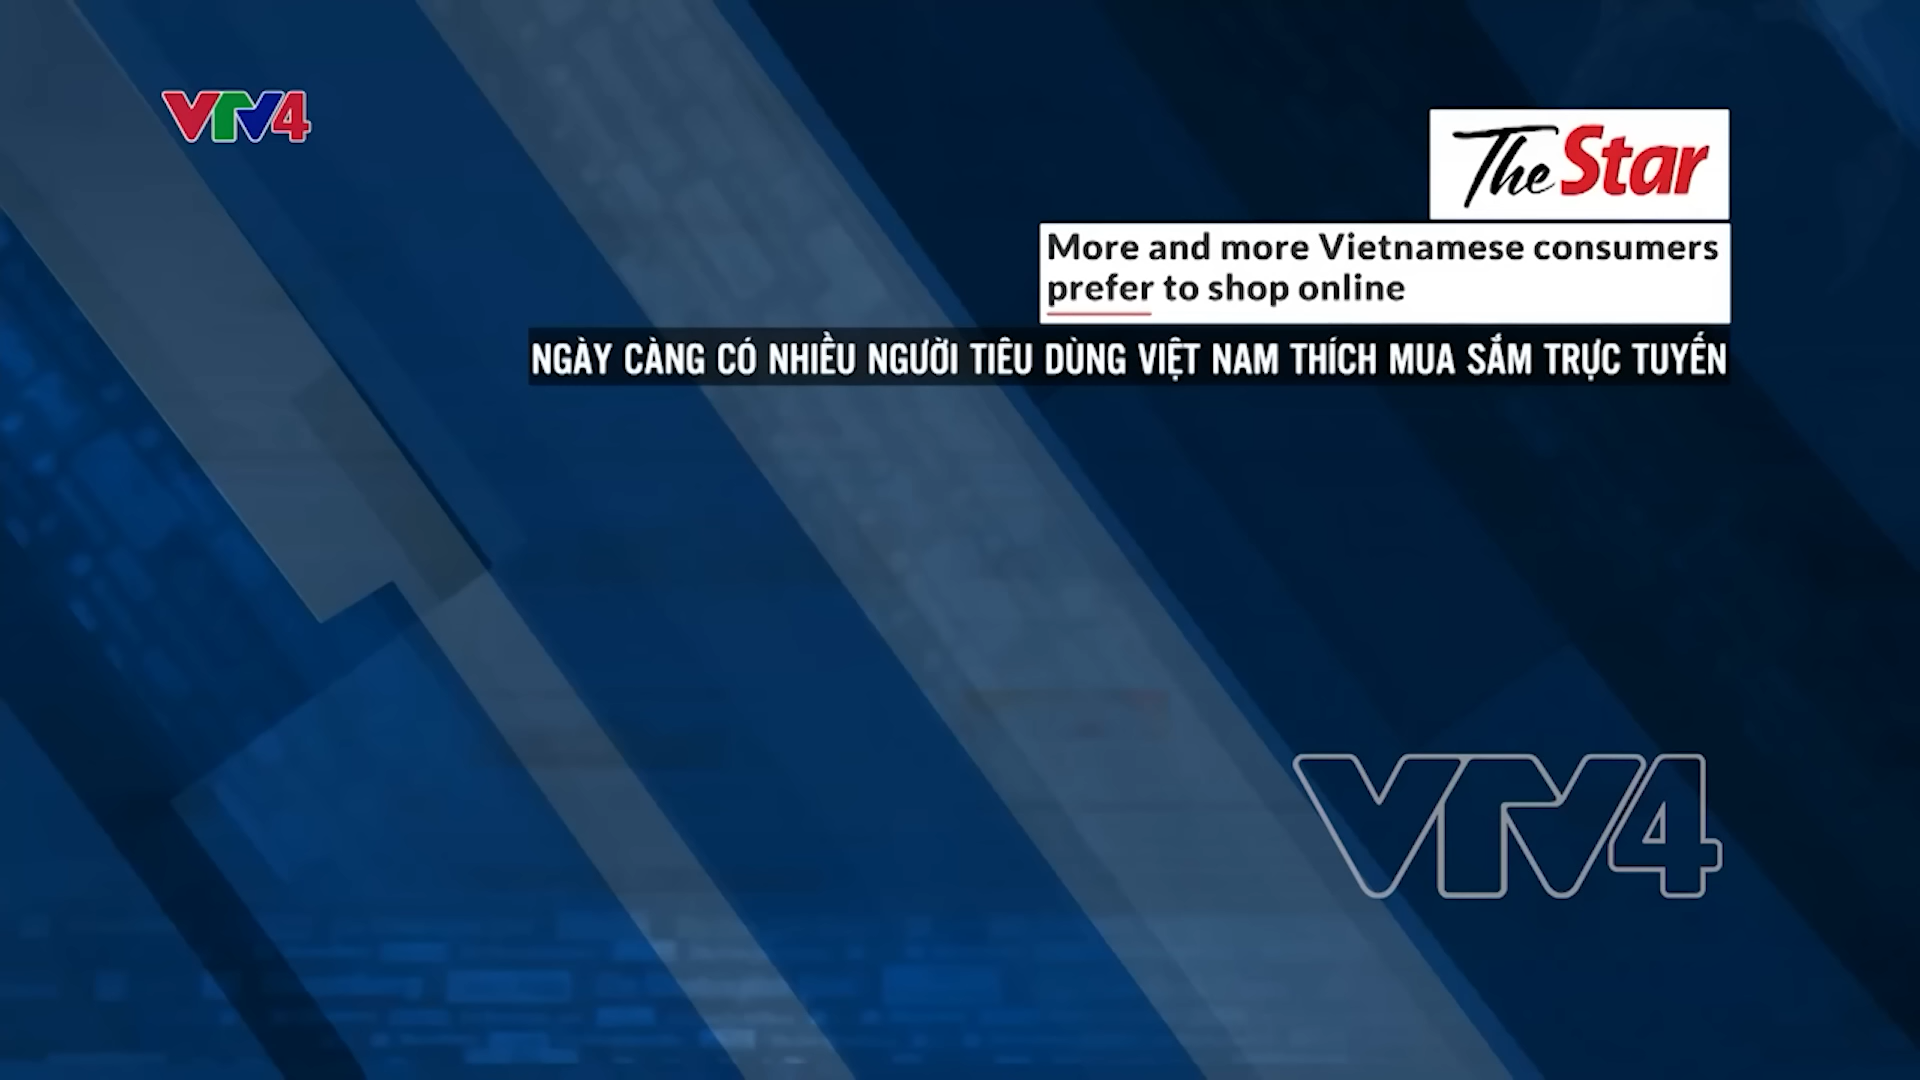 VTV4
The Star
More and more Vietnamese consumers
prefer to shop online
NGÀY CÀNG CÓ NHIỀU NGƯỜI TIÊU DÙNG VIỆT NAM THÍCH MUA SẮM TRỰC TUYẾN
VTV4